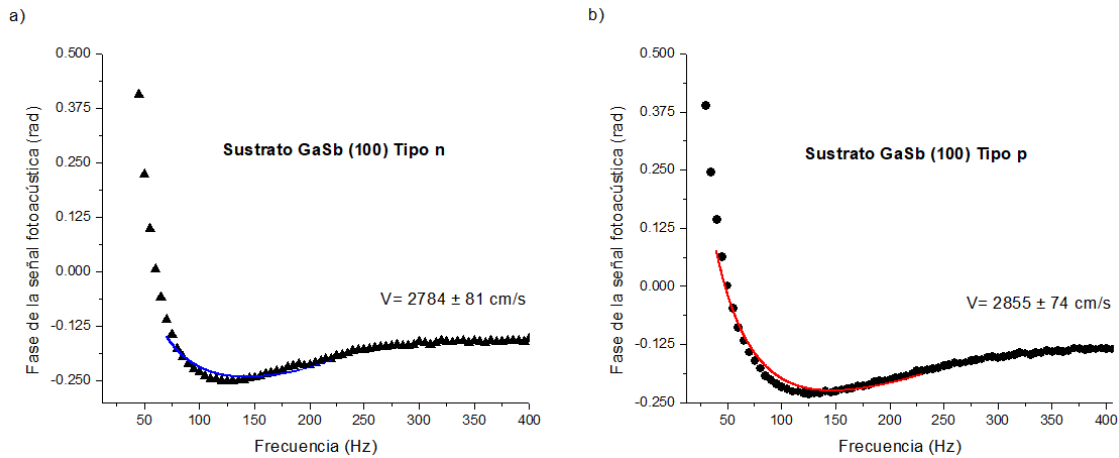 a)
0.500
0.375
0.250
0.125
0.000
-0.125
-0.250
Fase de la señal fotoacústica (rad)
Sustrato GaSb (100) Tipo n
V= 2784 ± 81 cm/s
50 100 150 200 250 300 350 400
Frecuencia (Hz)
b)
0.500
0.375
0.250
0.125
0.000
-0.125
-0.250
Fase de la señal fotoacústica (rad)
Sustrato GaSb (100) Tipo p
V= 2855 ± 74 cm/s
50 100 150 200 250 300 350 400
Frecuencia (Hz)